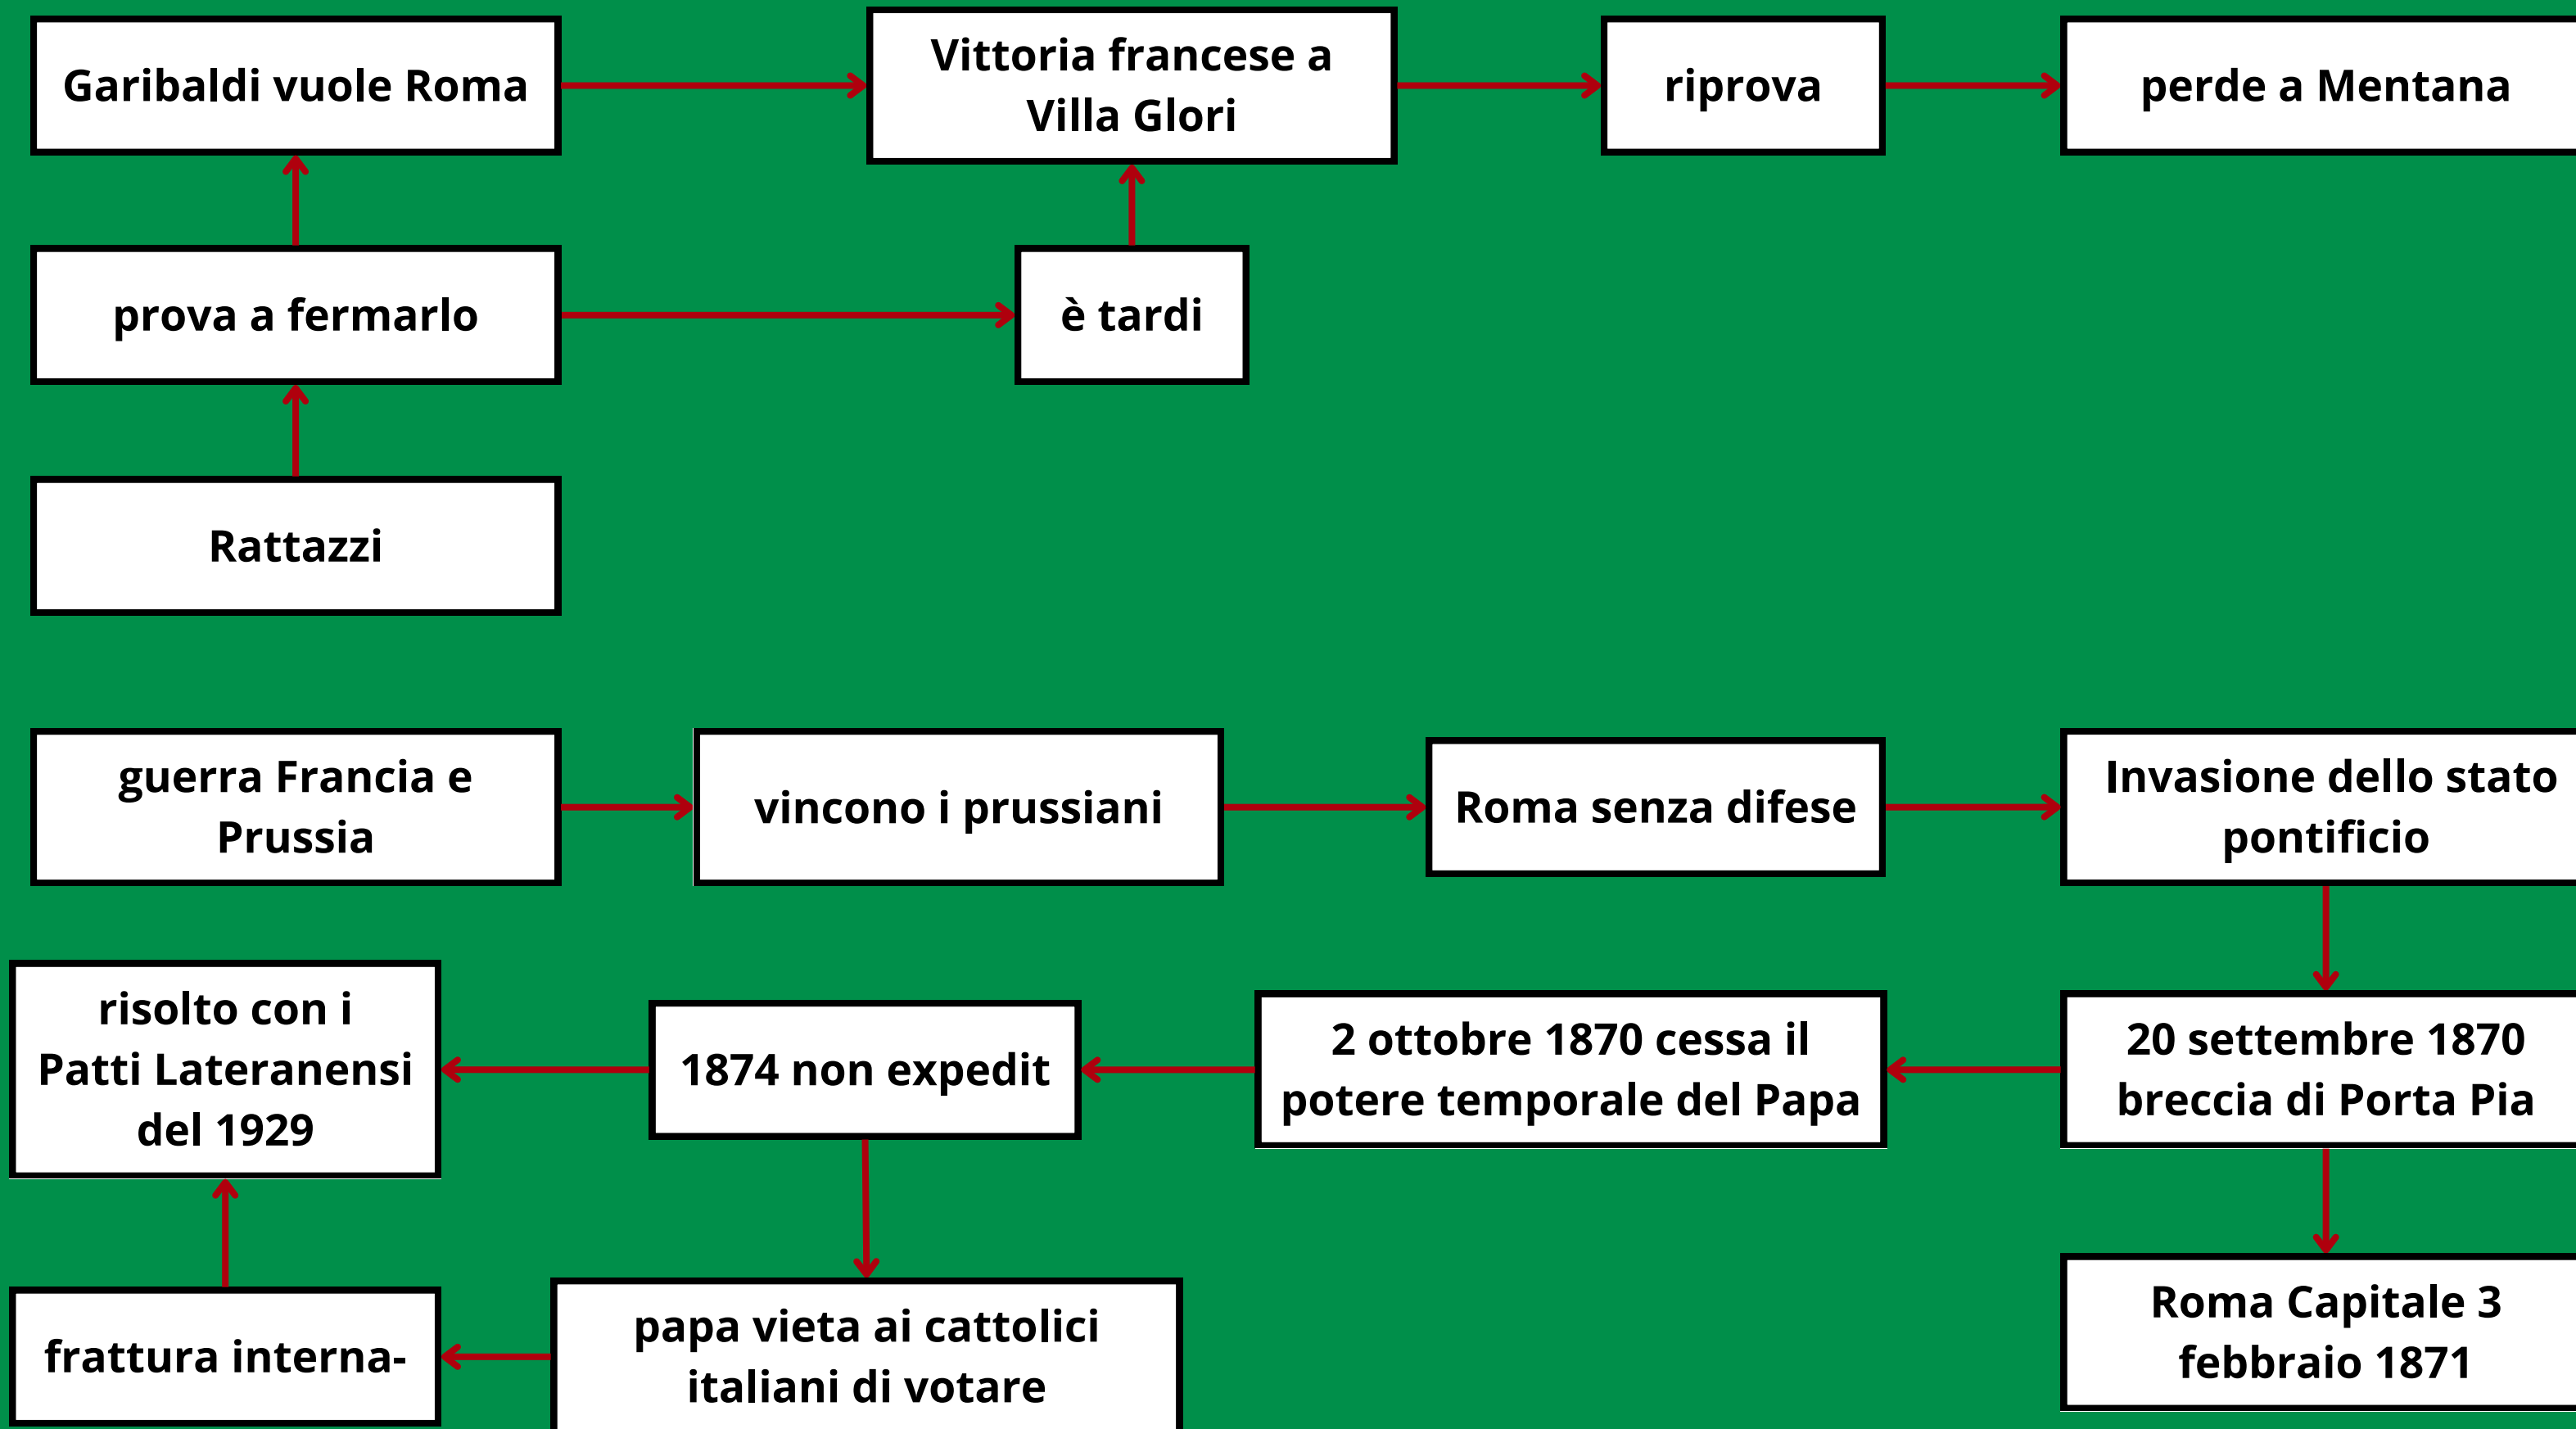 Garibaldi vuole Roma
Vittoria francese a
Villa Glori
riprova
perde a Mentana
prova a fermarlo
è tardi
Rattazzi
guerra Francia e
Prussia
vincono i prussiani
Roma senza difese
Invasione dello stato
pontificio
risolto con i
Patti Lateranensi
del 1929
1874 non expedit
2 ottobre 1870 cessa il
potere temporale del Papa
20 settembre 1870
breccia di Porta Pia
frattura interna-
papa vieta ai cattolici
italiani di votare
Roma Capitale 3
febbraio 1871